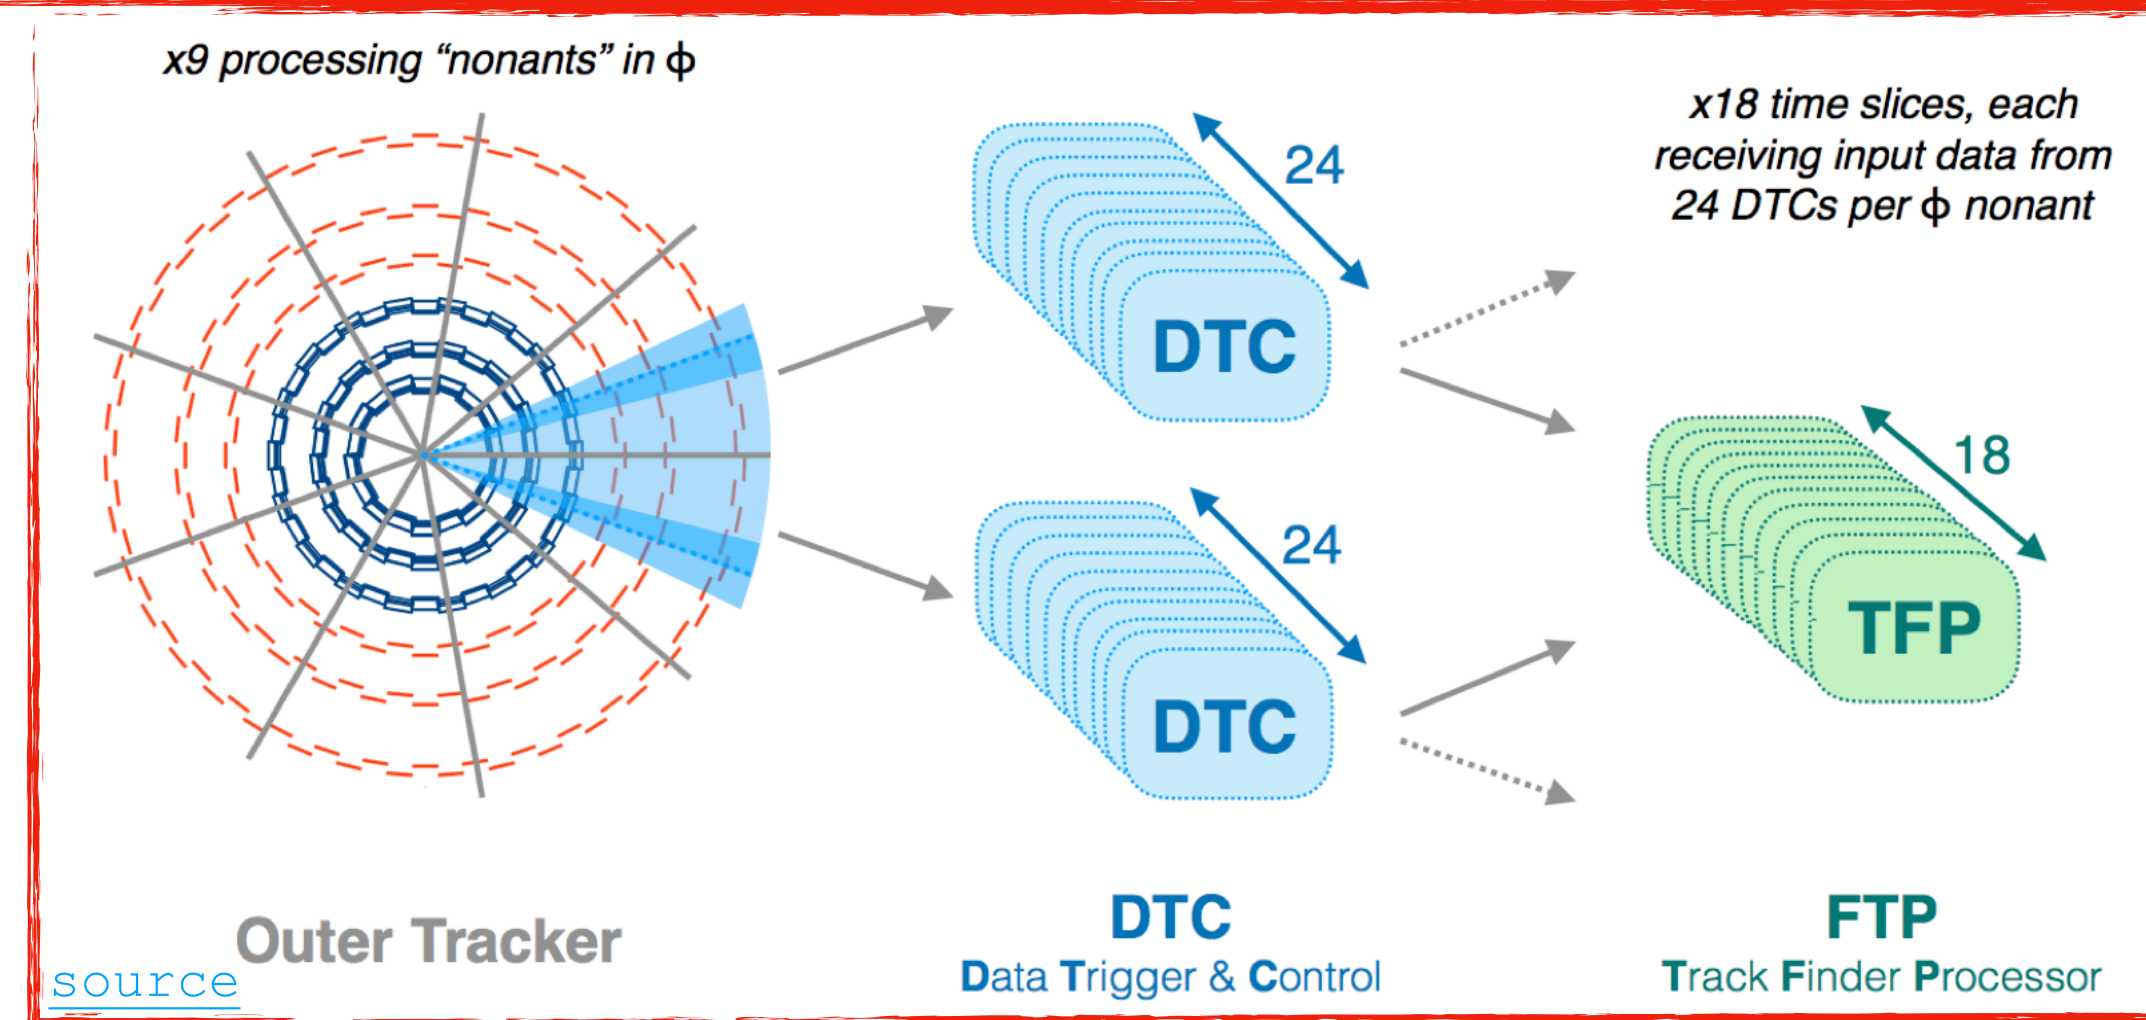 x9 processing “nonants” in ϕ
x18 time slices, each
receiving input data from
24 DTCs per ϕ nonant
24
DTC
24
DTC
18
TFP
Outer Tracker
source
DTC
Data Trigger & Control
FTP
Track Finder Processor